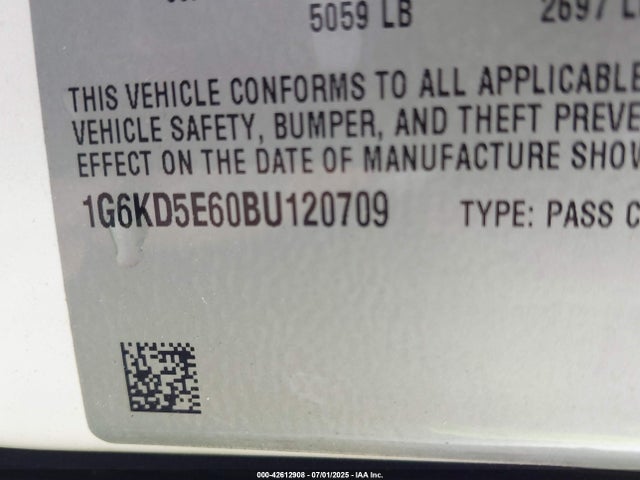 5059 LB 2697 L
THIS VEHICLE CONFORMS TO ALL APPLICABLE
VEHICLE SAFETY, BUMPER, AND THEFT PREVE
EFFECT ON THE DATE OF MANUFACTURE SHOW
1G6KD5E60BU120709 TYPE: PASS C
000-42612908 - 07/01/2025 - IAA Inc.